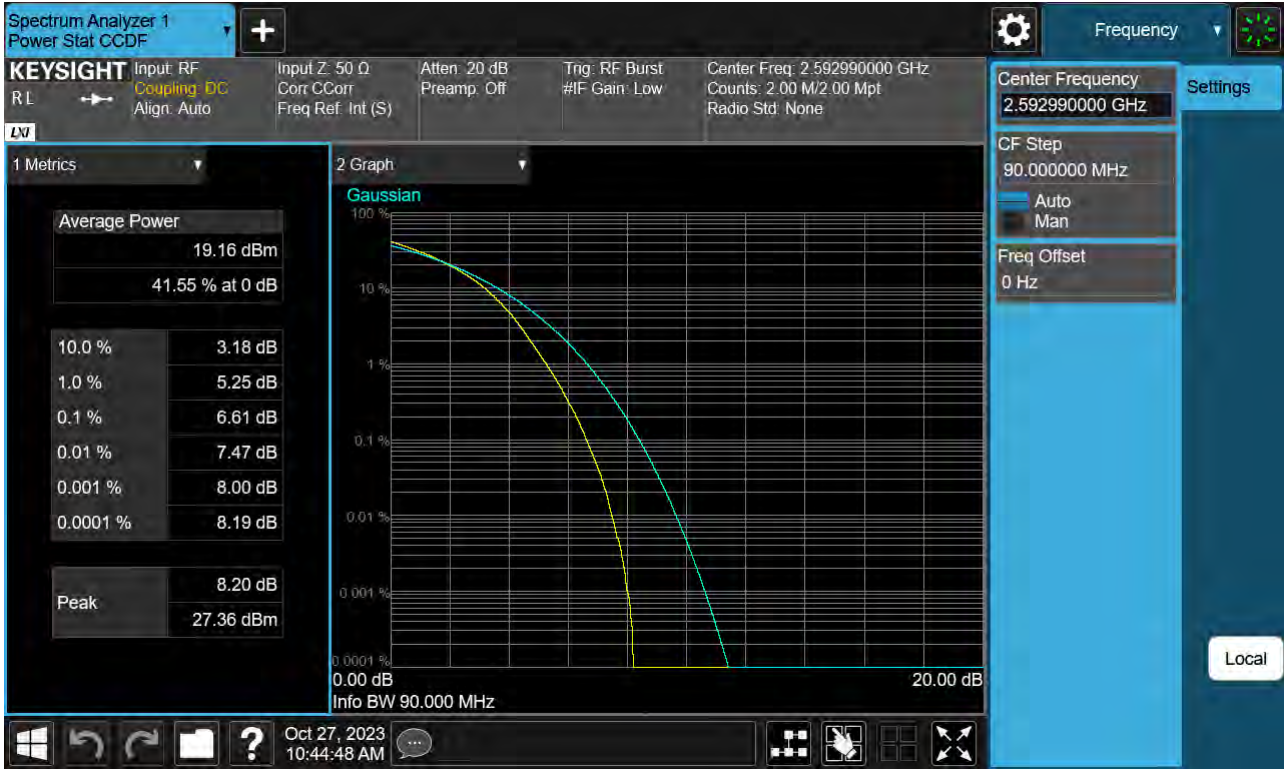 Spectrum Analyzer 1
Power Stat CCDF
Frequency
KEYSIGHT
R L
LXI
Input: RF
Coupling: DC
Align: Auto
Input Z: 50 Ω
Corr CCorr
Freq Ref: Int (S)
Atten: 20 dB
Preamp: Off
Trig: RF Burst
#IF Gain: Low
Center Freq: 2.592990000 GHz
Counts: 2.00 M/2.00 Mpt
Radio Std: None
Center Frequency
2.592990000 GHz
Settings
CF Step
90.000000 MHz
Auto
Man
Freq Offset
0 Hz
1 Metrics
Average Power
19.16 dBm
41.55 % at 0 dB
10.0 % 3.18 dB
1.0 % 5.25 dB
0.1 % 6.61 dB
0.01 % 7.47 dB
0.001 % 8.00 dB
0.0001 % 8.19 dB
Peak
8.20 dB
27.36 dBm
2 Graph
Gaussian
100 %
10 %
1 %
0.1 %
0.01 %
0.001 %
0.0001 %
0.00 dB 20.00 dB
Info BW 90.000 MHz
Local
?
Oct 27, 2023
10:44:48 AM